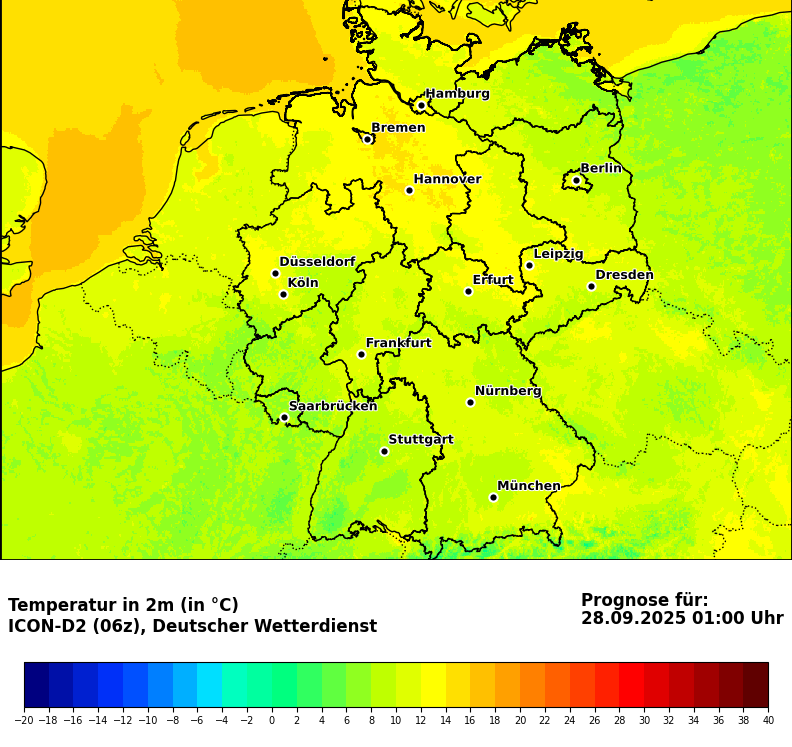 Hamburg
Bremen
Berlin
Hannover
Leipzig
Düsseldorf
Dresden
Köln
Erfurt
Frankfurt
Nürnberg
Saarbrücken
Stuttgart
München
Temperatur in 2m (in °C)
ICON-D2 (06z), Deutscher Wetterdienst
Prognose für:
28.09.2025 01:00 Uhr
−20 −18 −16 −14 −12 −10 −8 −6 −4 −2 0 2 4 6 8 10 12 14 16 18 20 22 24 26 28 30 32 34 36 38 40